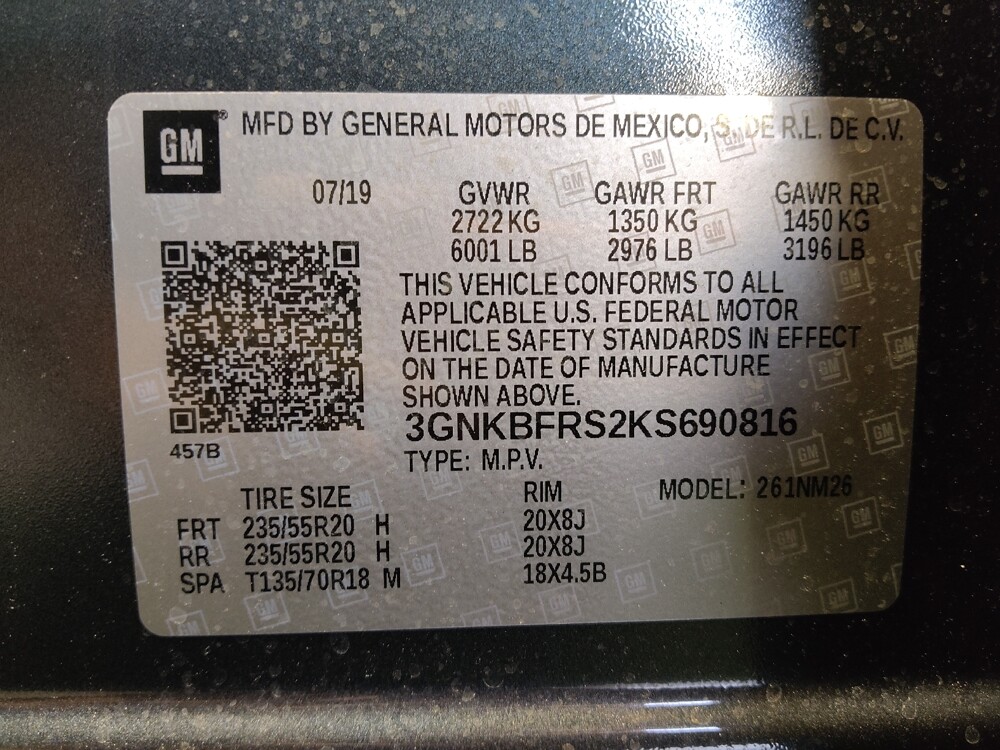 GM® MFD BY GENERAL MOTORS DE MEXICO, S. DE R.L. DE C.V.
07/19 GVWR GAWR FRT GAWR RR
2722 KG 1350 KG 1450 KG
6001 LB 2976 LB 3196 LB
THIS VEHICLE CONFORMS TO ALL
APPLICABLE U.S. FEDERAL MOTOR
VEHICLE SAFETY STANDARDS IN EFFECT
ON THE DATE OF MANUFACTURE
SHOWN ABOVE.
3GNKBFRS2KS690816
457B
TYPE: M.P.V.
TIRE SIZE RIM MODEL: 261NM26
FRT 235/55R20 H 20X8J
RR 235/55R20 H 20X8J
SPA T135/70R18 M 18X4.5B